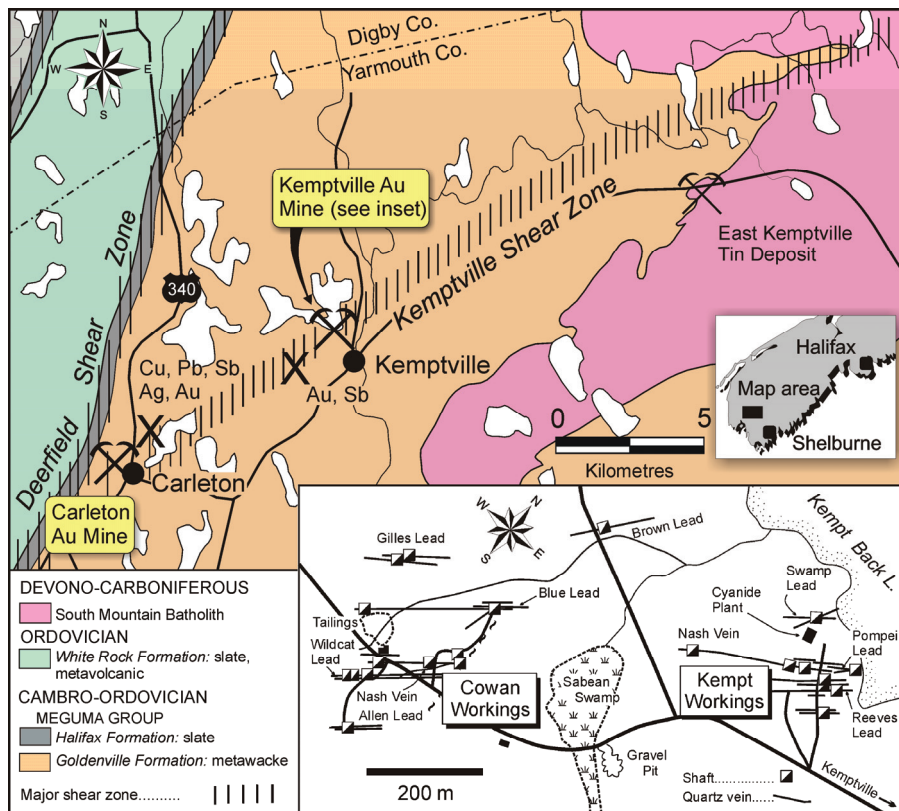 Digby Co.
Yarmouth Co.
N
W
E
S
Kemptville Au
Mine (see inset)
Kemptville Shear Zone
East Kemptville
Tin Deposit
Deerfield Shear Zone
340
Cu, Pb, Sb
Ag, Au
Au, Sb
Kemptville
Carleton
Carleton
Au Mine
0 5
Kilometres
Halifax
Map area
Shelburne
DEVONO-CARBONIFEROUS
South Mountain Batholith
ORDOVICIAN
White Rock Formation: slate,
metavolcanic
CAMBRO-ORDOVICIAN
MEGUMA GROUP
Halifax Formation: slate
Goldenville Formation: metawacke
Major shear zone..........
W
N
S
E
Gilles Lead
Brown Lead
Kempt Back L.
Blue Lead
Tailings
Wildcat
Lead
Nash Vein
Allen Lead
Cowan
Workings
Sabean
Swamp
Gravel
Pit
Swamp
Lead
Cyanide
Plant
Nash Vein
Pompei
Lead
Kempt
Workings
Reeves
Lead
Kemptville
200 m
Shaft................
Quartz vein.....